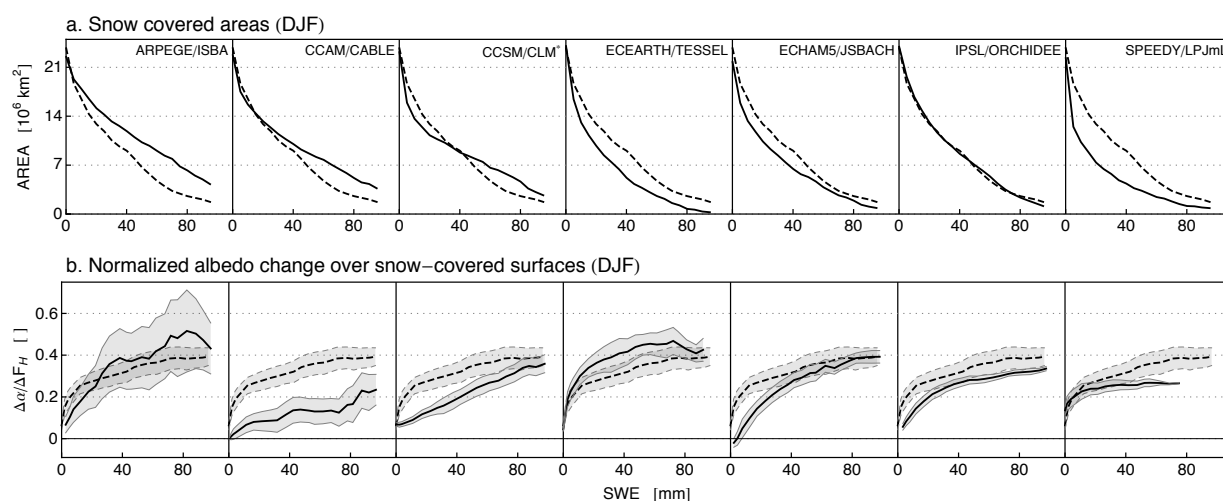 a. Snow covered areas (DJF)
ARPEGE/ISBA CCAM/CABLE CCSM/CLM* ECEARTH/TESSEL ECHAM5/JSBACH IPSL/ORCHIDEE SPEEDY/LPJmL
AREA [10⁶ km²]
21
14
7
0
0 40 80 0 40 80 0 40 80 0 40 80 0 40 80 0 40 80 0 40 80
b. Normalized albedo change over snow−covered surfaces (DJF)
Δα/ΔF_H [ ]
0.6
0.4
0.2
0
0 40 80 0 40 80 0 40 80 0 40 80 0 40 80 0 40 80 0 40 80
SWE [mm]